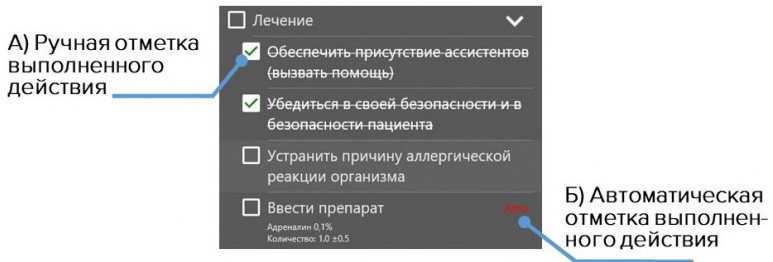 А) Ручная отметка
выполненного
действия
Лечение
Обеспечить присутствие ассистентов
(вызвать помощь)
Убедиться в своей безопасности и в
безопасности пациента
Устранить причину аллергической
реакции организма
Ввести препарат
Авто
Адреналин 0,1%
Количество: 1.0 ±0.5
Б) Автоматическая
отметка выполнен-
ного действия